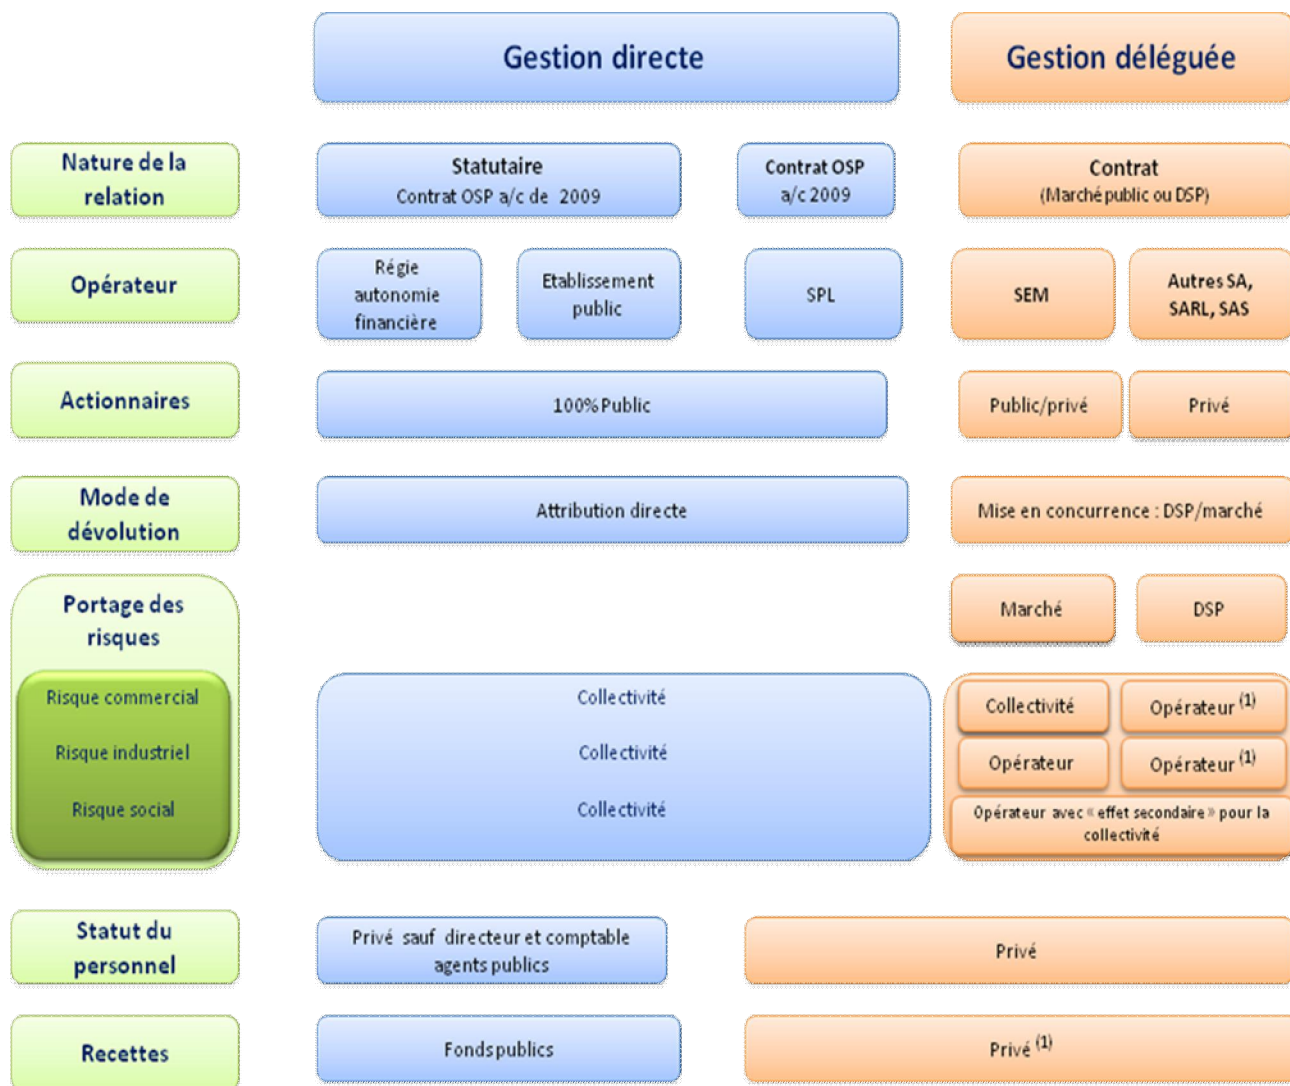 Gestion directe
Gestion déléguée
Nature de la
relation
Statutaire
Contrat OSP a/c de 2009
Contrat OSP
a/c 2009
Contrat
(Marché public ou DSP)
Opérateur
Régie
autonomie
financière
Etablissement
public
SPL
SEM
Autres SA,
SARL, SAS
Actionnaires
100% Public
Public/privé
Privé
Mode de
dévolution
Attribution directe
Mise en concurrence : DSP/marché
Portage des
risques
Marché
DSP
Risque commercial
Collectivité
Collectivité
Opérateur (1)
Risque industriel
Collectivité
Opérateur
Opérateur (1)
Risque social
Collectivité
Opérateur avec « effet secondaire » pour la
collectivité
Statut du
personnel
Privé sauf directeur et comptable
agents publics
Privé
Recettes
Fonds publics
Privé (1)